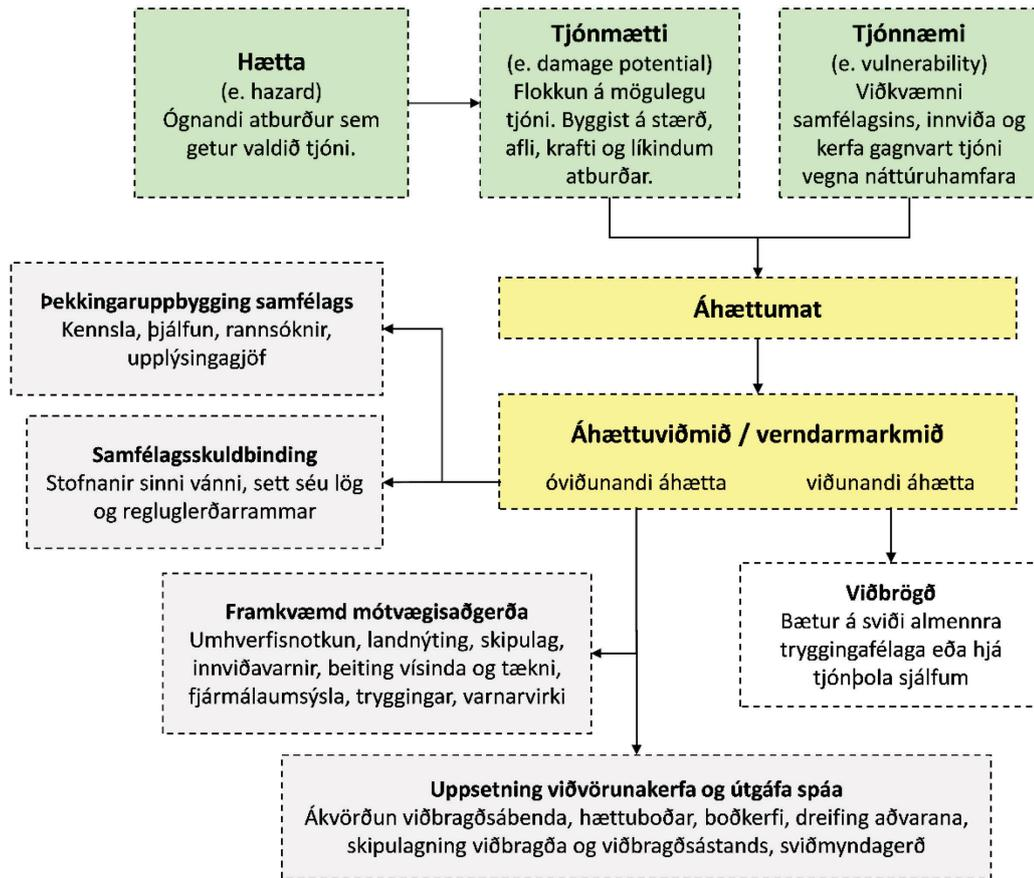 Hætta
(e. hazard)
Ógnandi atburður sem
getur valdið tjóni.
Tjónmætti
(e. damage potential)
Flokkun á mögulegu
tjóni. Byggist á stærð,
afli, krafti og líkindum
atburðar.
Tjónnæmi
(e. vulnerability)
Viðkvæmni
samfélagsins, innviða og
kerfa gagnvart tjóni
vegna náttúruhamfara
Áhættumat
Þekkingaruppbygging samfélags
Kennsla, þjálfun, rannsóknir,
upplýsingagjöf
Áhættuviðmið / verndarmarkmið
óviðunandi áhætta
viðunandi áhætta
Samfélagsskuldbinding
Stofnanir sinni vánni, sett séu lög
og regluglerðarrammar
Framkvæmd mótvægisaðgerða
Umhverfisnotkun, landnýting, skipulag,
innviðavarnir, beiting vísinda og tækni,
fjármálaumsýsla, tryggingar, varnarvirki
Viðbrögð
Bætur á sviði almennra
tryggingafélaga eða hjá
tjónþola sjálfum
Uppsetning viðvörunakerfa og útgáfa spáa
Ákvörðun viðbragðsábenda, hættuboðar, boðkerfi, dreifing aðvarana,
skipulagning viðbragða og viðbragðsástands, sviðmyndagerð